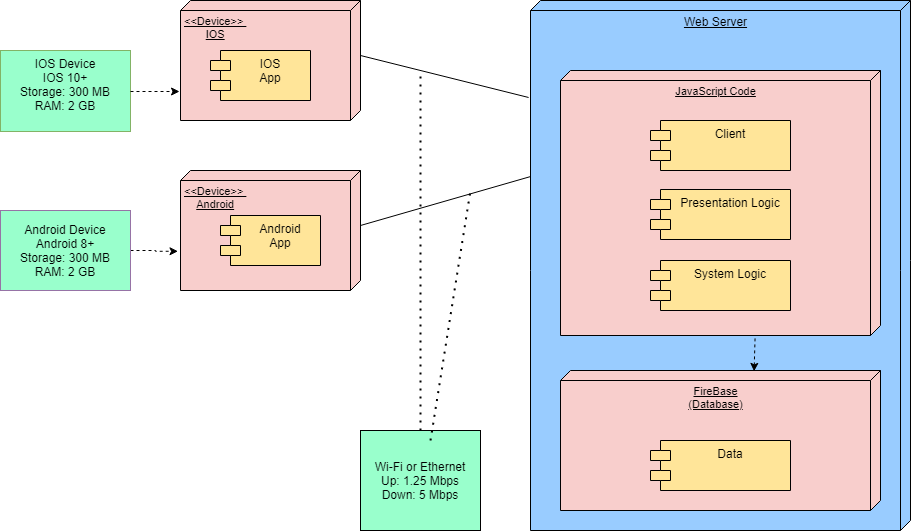 <<Device>>
IOS
IOS
App
IOS Device
IOS 10+
Storage: 300 MB
RAM: 2 GB
<<Device>>
Android
Android
App
Android Device
Android 8+
Storage: 300 MB
RAM: 2 GB
Wi-Fi or Ethernet
Up: 1.25 Mbps
Down: 5 Mbps
Web Server
JavaScript Code
Client
Presentation Logic
System Logic
FireBase
(Database)
Data